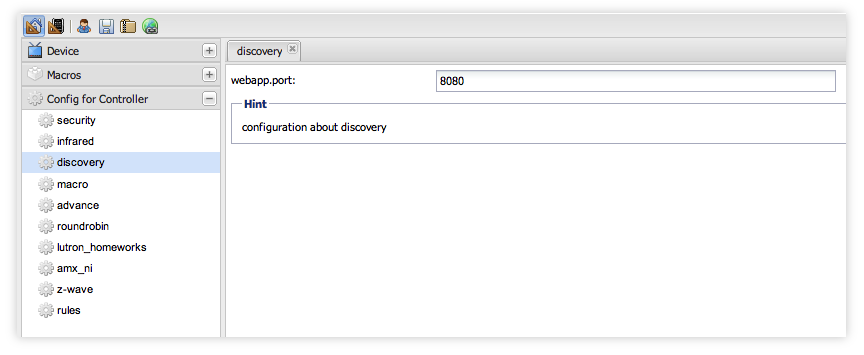 Device
Macros
Config for Controller
security
infrared
discovery
macro
advance
roundrobin
lutron_homeworks
amx_ni
z-wave
rules
discovery
webapp.port: 8080
Hint
configuration about discovery